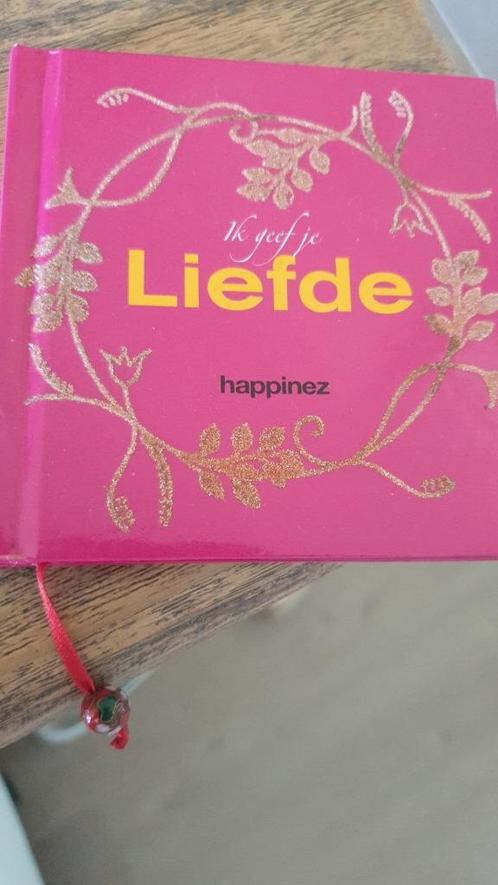 Ik geef je
Liefde
happinez